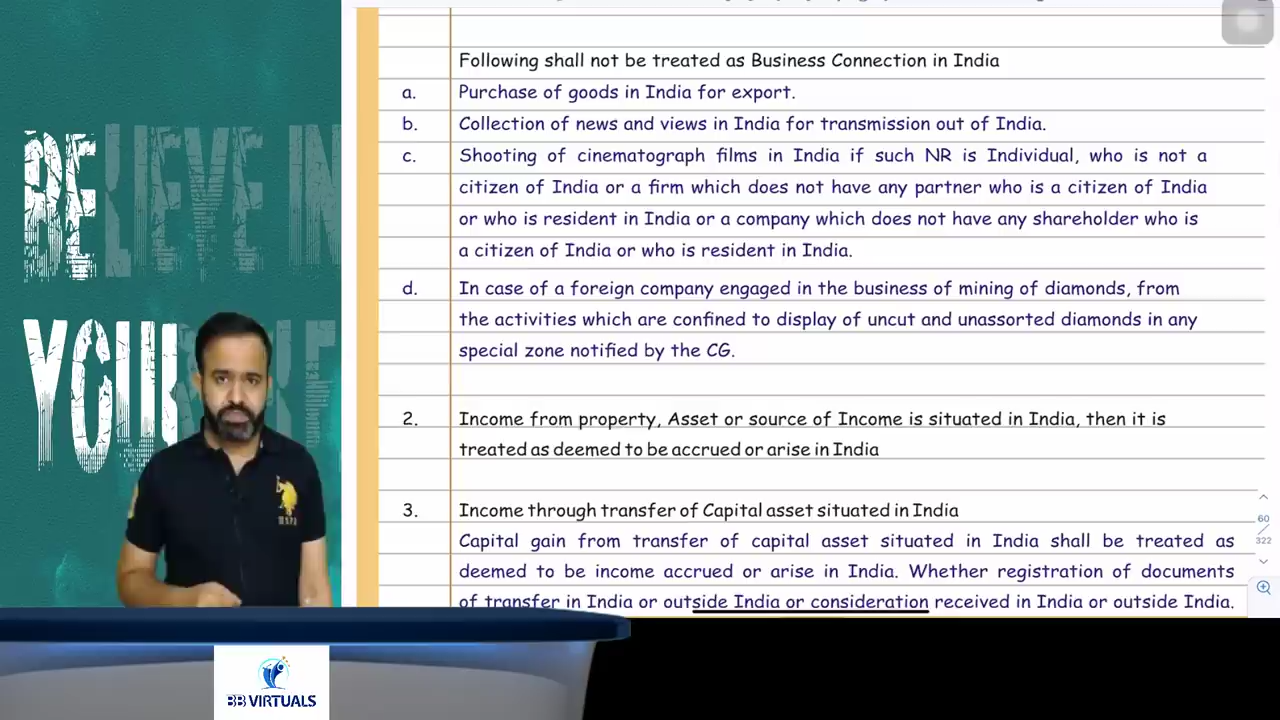 BELIEVE IN
YOUR
Following shall not be treated as Business Connection in India
a. Purchase of goods in India for export.
b. Collection of news and views in India for transmission out of India.
c. Shooting of cinematograph films in India if such NR is Individual, who is not a
citizen of India or a firm which does not have any partner who is a citizen of India
or who is resident in India or a company which does not have any shareholder who is
a citizen of India or who is resident in India.
d. In case of a foreign company engaged in the business of mining of diamonds, from
the activities which are confined to display of uncut and unassorted diamonds in any
special zone notified by the CG.
2. Income from property, Asset or source of Income is situated in India, then it is
treated as deemed to be accrued or arise in India
3. Income through transfer of Capital asset situated in India
Capital gain from transfer of capital asset situated in India shall be treated as
deemed to be income accrued or arise in India. Whether registration of documents
of transfer in India or outside India or consideration received in India or outside India.
60
322
BB VIRTUALS